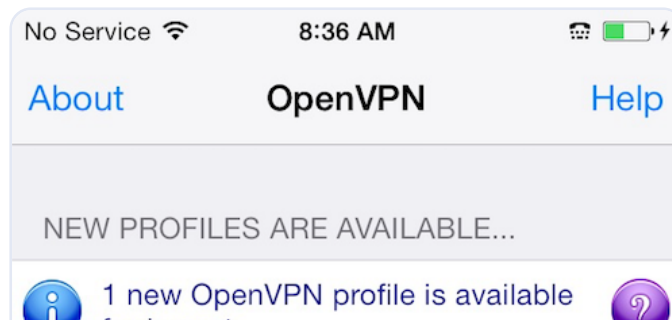 No Service 8:36 AM
About OpenVPN Help
NEW PROFILES ARE AVAILABLE...
1 new OpenVPN profile is available